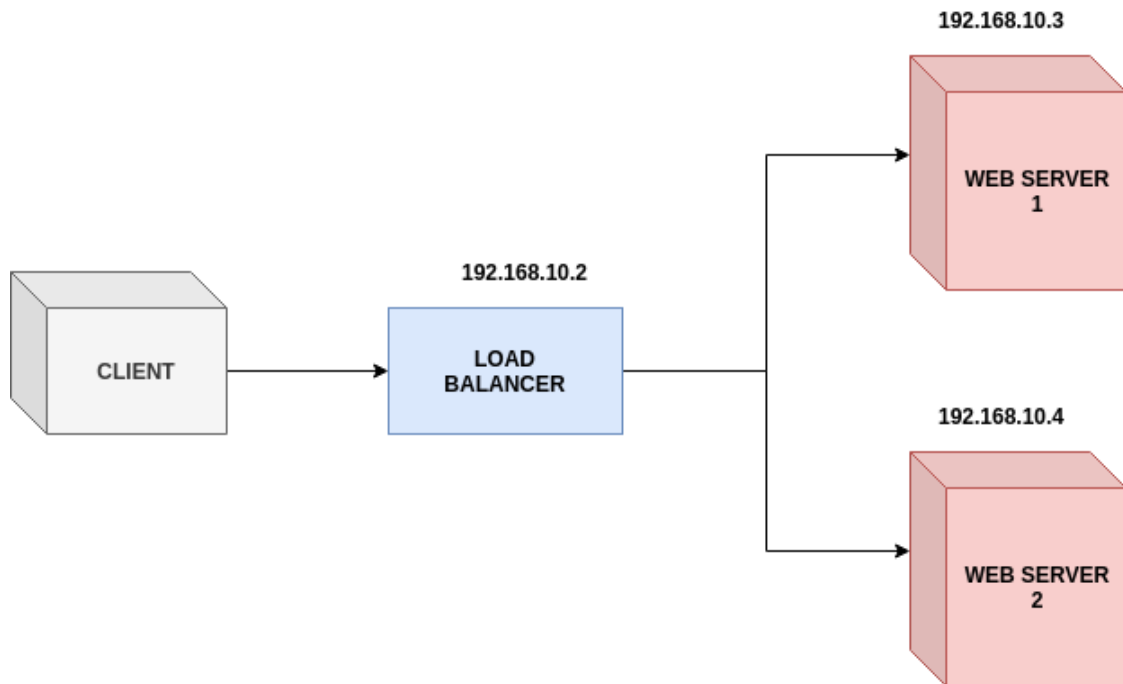 192.168.10.3
WEB SERVER
1
192.168.10.2
CLIENT
LOAD
BALANCER
192.168.10.4
WEB SERVER
2